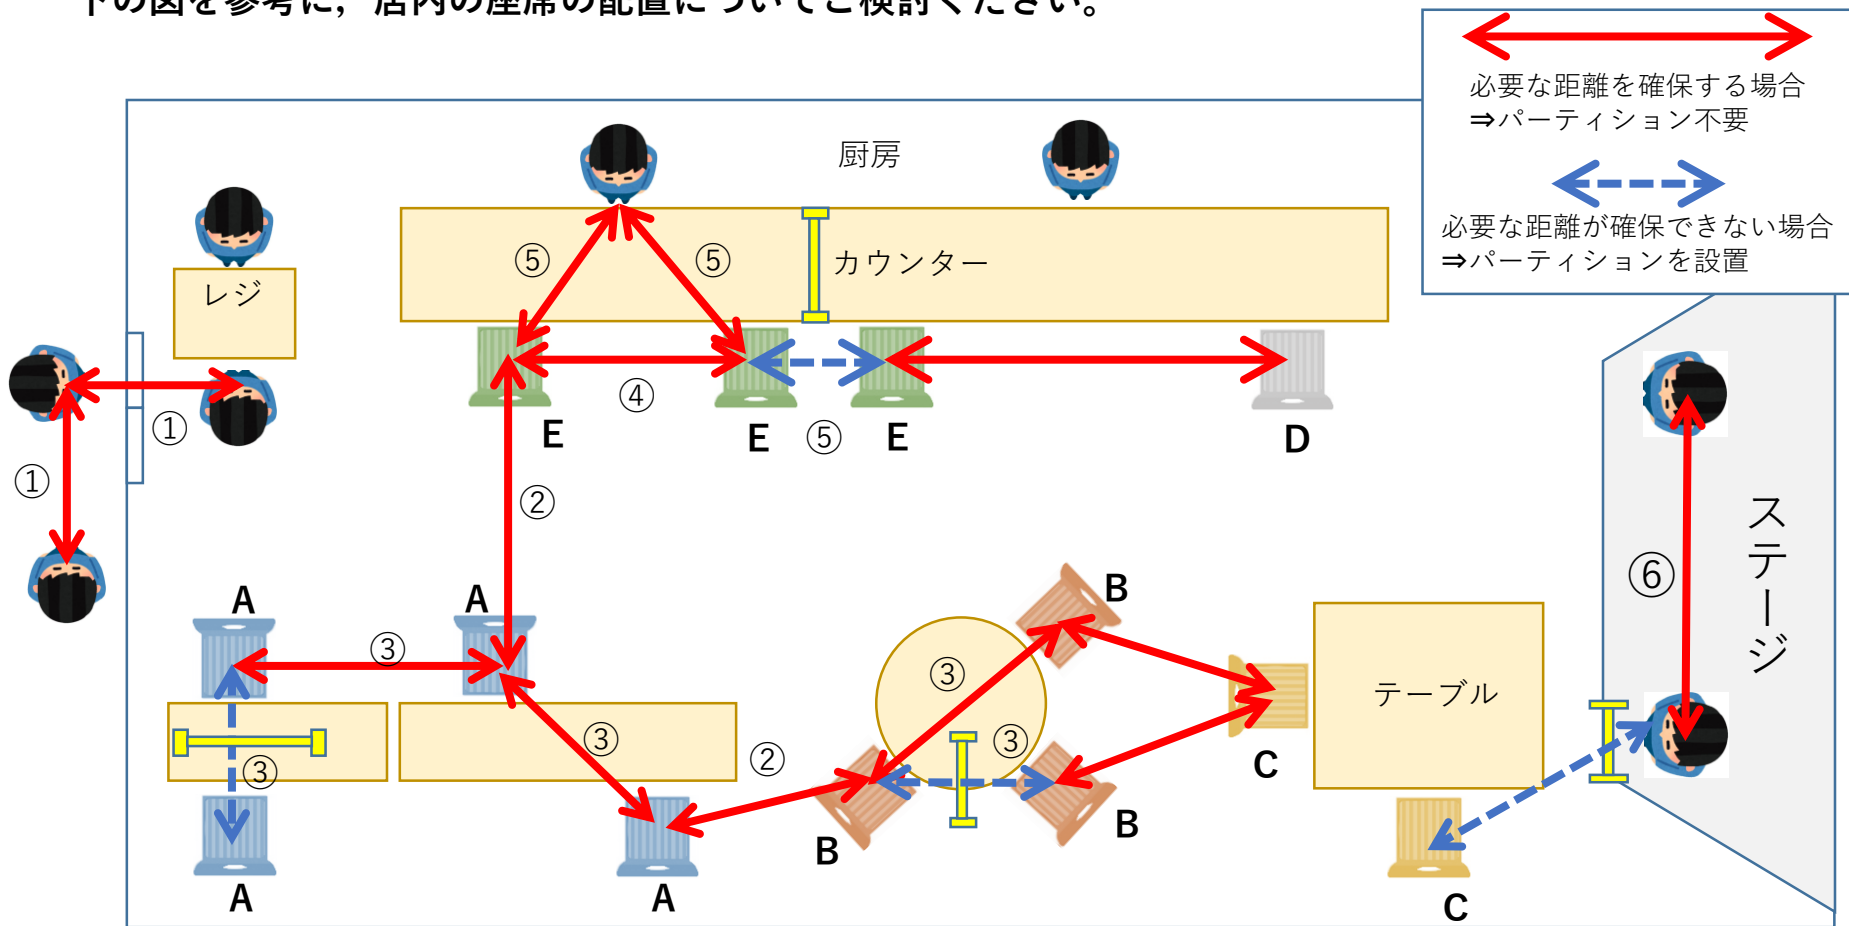 下の図を参考に，店内の座席の配置についてご検討ください。
必要な距離を確保する場合
⇒パーティション不要
必要な距離が確保できない場合
⇒パーティションを設置
厨房
レジ
カウンター
⑤
⑤
④
①
①
E
E
⑤
E
D
②
ステージ
⑥
A
A
B
③
③
テーブル
③
③
②
③
C
B
B
A
A
C